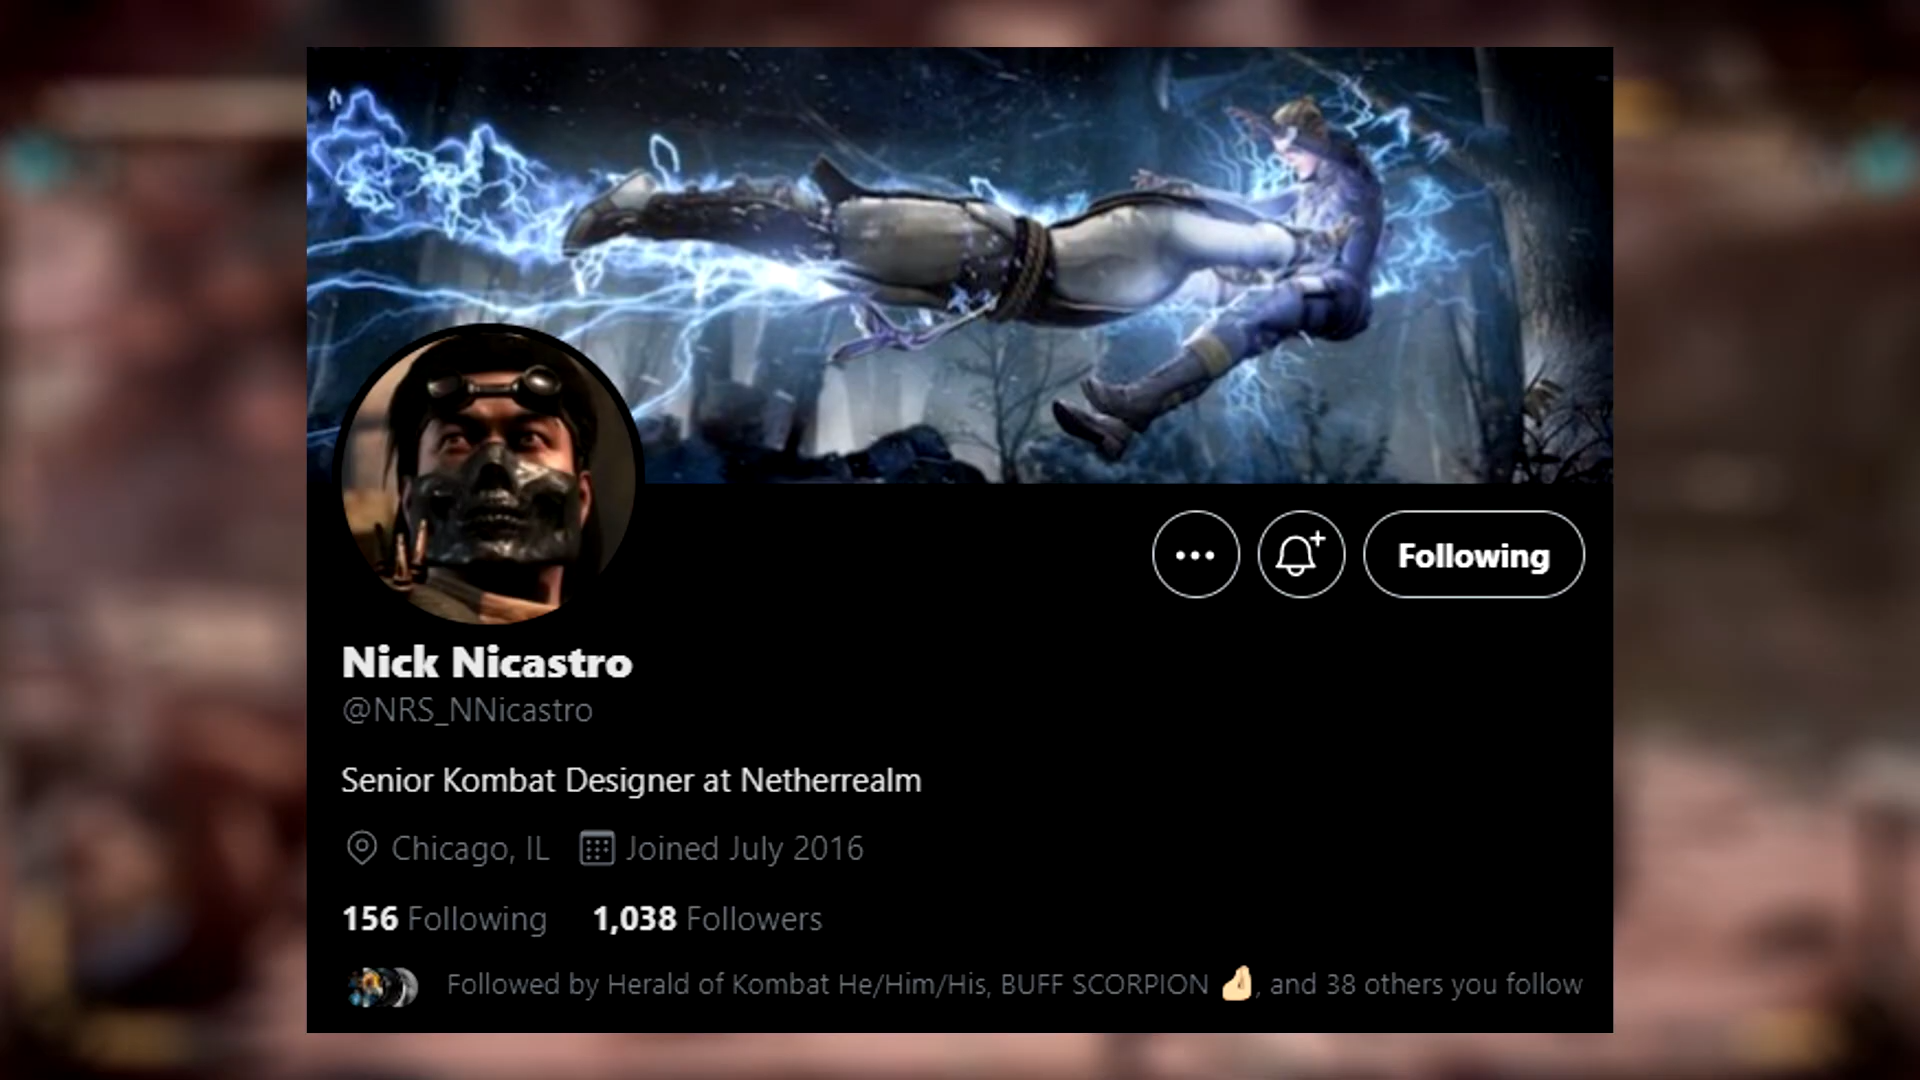 Following
Nick Nicastro
@NRS_NNicastro
Senior Kombat Designer at Netherrealm
Chicago, IL Joined July 2016
156 Following 1,038 Followers
Followed by Herald of Kombat He/Him/His, BUFF SCORPION 🤌🏻, and 38 others you follow